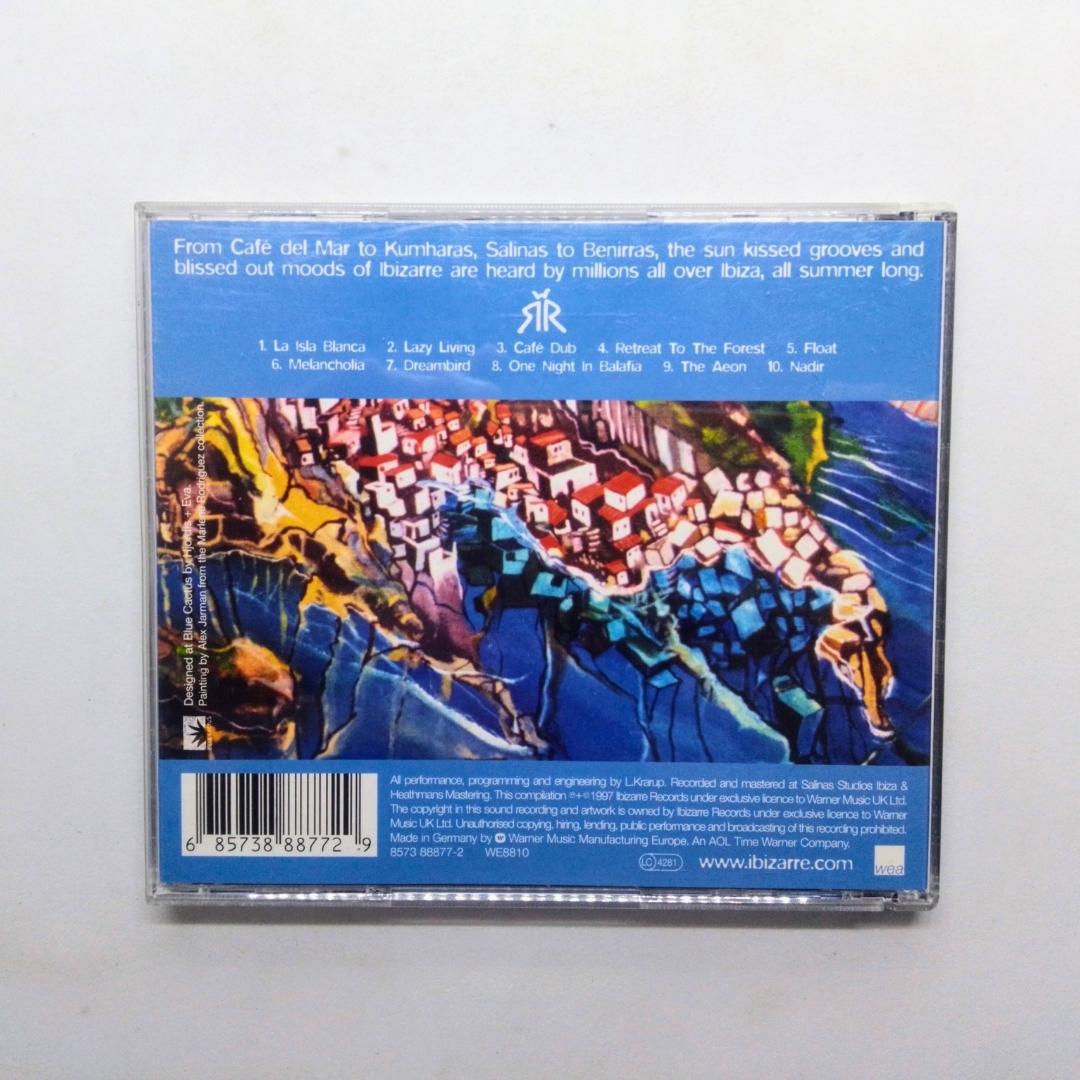 From Café del Mar to Kumharas, Salinas to Benirras, the sun kissed grooves and
blissed out moods of Ibizarre are heard by millions all over Ibiza, all summer long.
1. La Isla Blanca 2. Lazy Living 3. Café Dub 4. Retreat To The Forest 5. Float
6. Melancholia 7. Dreambird 8. One Night In Balafia 9. The Aeon 10. Nadir
Designed at Blue Cactus by Hjördis + Eva.
Painting by Alex Jarman from the Marlene Rodriguez collection.
All performance, programming and engineering by L.Krarup. Recorded and mastered at Salinas Studios Ibiza &
Heathmans Mastering. This compilation ℗+© 1997 Ibizarre Records under exclusive licence to Warner Music UK Ltd.
The copyright in this sound recording and artwork is owned by Ibizarre Records under exclusive licence to Warner
Music UK Ltd. Unauthorised copying, hiring, lending, public performance and broadcasting of this recording prohibited.
Made in Germany by Warner Music Manufacturing Europe. An AOL Time Warner Company.
8573 88877-2 WE8810
6 85738 88772 9
LC 4281
www.ibizarre.com
wea